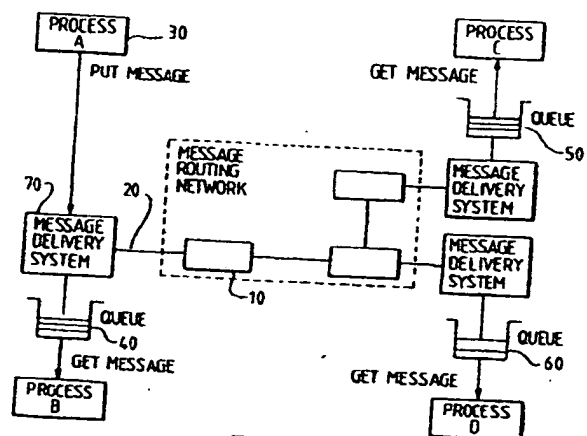 PROCESS
A
30
PUT MESSAGE
PROCESS
C
GET MESSAGE
QUEUE
50
MESSAGE
ROUTING
NETWORK
70
20
MESSAGE
DELIVERY
SYSTEM
MESSAGE
DELIVERY
SYSTEM
MESSAGE
DELIVERY
SYSTEM
10
QUEUE
40
GET MESSAGE
PROCESS
B
QUEUE
60
GET MESSAGE
PROCESS
D